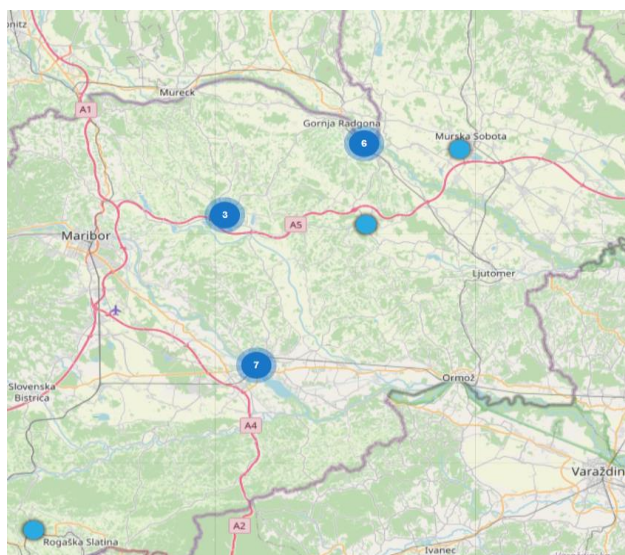 A1
Mureck
Gornja Radgona
6
Murska Sobota
3
A5
Maribor
Ljutomer
7
Ormož
Slovenska
Bistrica
A4
Varaždin
A2
Rogaška Slatina
Ivanec